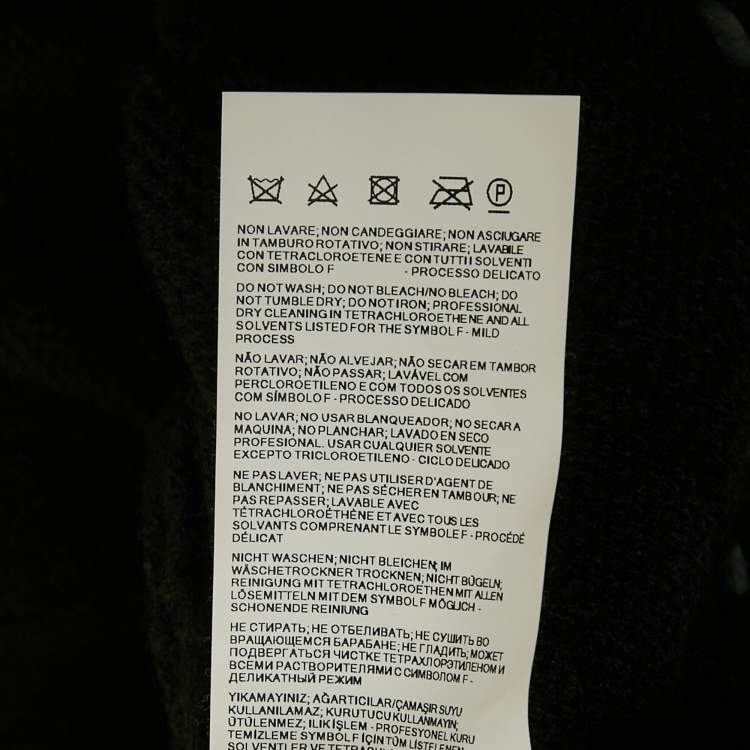 P
NON LAVARE; NON CANDEGGIARE; NON ASCIUGARE
IN TAMBURO ROTATIVO; NON STIRARE; LAVABILE
CON TETRACLOROETENE E CON TUTTI I SOLVENTI
CON SIMBOLO F - PROCESSO DELICATO
DO NOT WASH; DO NOT BLEACH/NO BLEACH; DO
NOT TUMBLE DRY; DO NOT IRON; PROFESSIONAL
DRY CLEANING IN TETRACHLOROETHENE AND ALL
SOLVENTS LISTED FOR THE SYMBOL F - MILD
PROCESS
NÃO LAVAR; NÃO ALVEJAR; NÃO SECAR EM TAMBOR
ROTATIVO; NÃO PASSAR; LAVÁVEL COM
PERCLOROETILENO E COM TODOS OS SOLVENTES
COM SÍMBOLO F - PROCESSO DELICADO
NO LAVAR; NO USAR BLANQUEADOR; NO SECAR A
MAQUINA; NO PLANCHAR; LAVADO EN SECO
PROFESIONAL. USAR CUALQUIER SOLVENTE
EXCEPTO TRICLOROETILENO - CICLO DELICADO
NE PAS LAVER; NE PAS UTILISER D'AGENT DE
BLANCHIMENT; NE PAS SÉCHER EN TAMBOUR; NE
PAS REPASSER; LAVABLE AVEC
TÉTRACHLOROÉTHÈNE ET AVEC TOUS LES
SOLVANTS COMPRENANT LE SYMBOLE F - PROCÉDÉ
DÉLICAT
NICHT WASCHEN; NICHT BLEICHEN; IM
WÄSCHETROCKNER TROCKNEN; NICHT BÜGELN;
REINIGUNG MIT TETRACHLOROETHEN MIT ALLEN
LÖSEMITTELN MIT DEM SYMBOL F MÖGLICH -
SCHONENDE REINIUNG
НЕ СТИРАТЬ; НЕ ОТБЕЛИВАТЬ; НЕ СУШИТЬ ВО
ВРАЩАЮЩЕМСЯ БАРАБАНЕ; НЕ ГЛАДИТЬ; МОЖЕТ
ПОДВЕРГАТЬСЯ ЧИСТКЕ ТЕТРАХЛОРЭТИЛЕНОМ И
ВСЕМИ РАСТВОРИТЕЛЯМИ С СИМВОЛОМ F -
ДЕЛИКАТНЫЙ РЕЖИМ
YIKAMAYINIZ; AĞARTICILAR/ÇAMAŞIR SUYU
KULLANILAMAZ; KURUTUCU KULLANMAYIN;
ÜTÜLENMEZ; ILIK İŞLEM - PROFESYONEL KURU
TEMİZLEME SYMBOL F İÇİN TÜM LİSTELENEN
SOLVENTLER VE